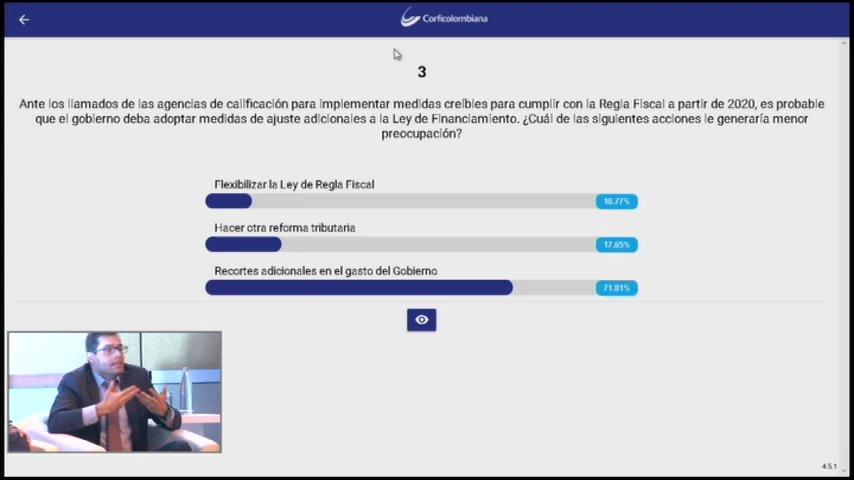 Corficolombiana
3
Ante los llamados de las agencias de calificación para implementar medidas creíbles para cumplir con la Regla Fiscal a partir de 2020, es probable
que el gobierno deba adoptar medidas de ajuste adicionales a la Ley de Financiamiento. ¿Cuál de las siguientes acciones le generaría menor
preocupación?
Flexibilizar la Ley de Regla Fiscal
10.77%
Hacer otra reforma tributaria
17.65%
Recortes adicionales en el gasto del Gobierno
71.01%
4.5.1